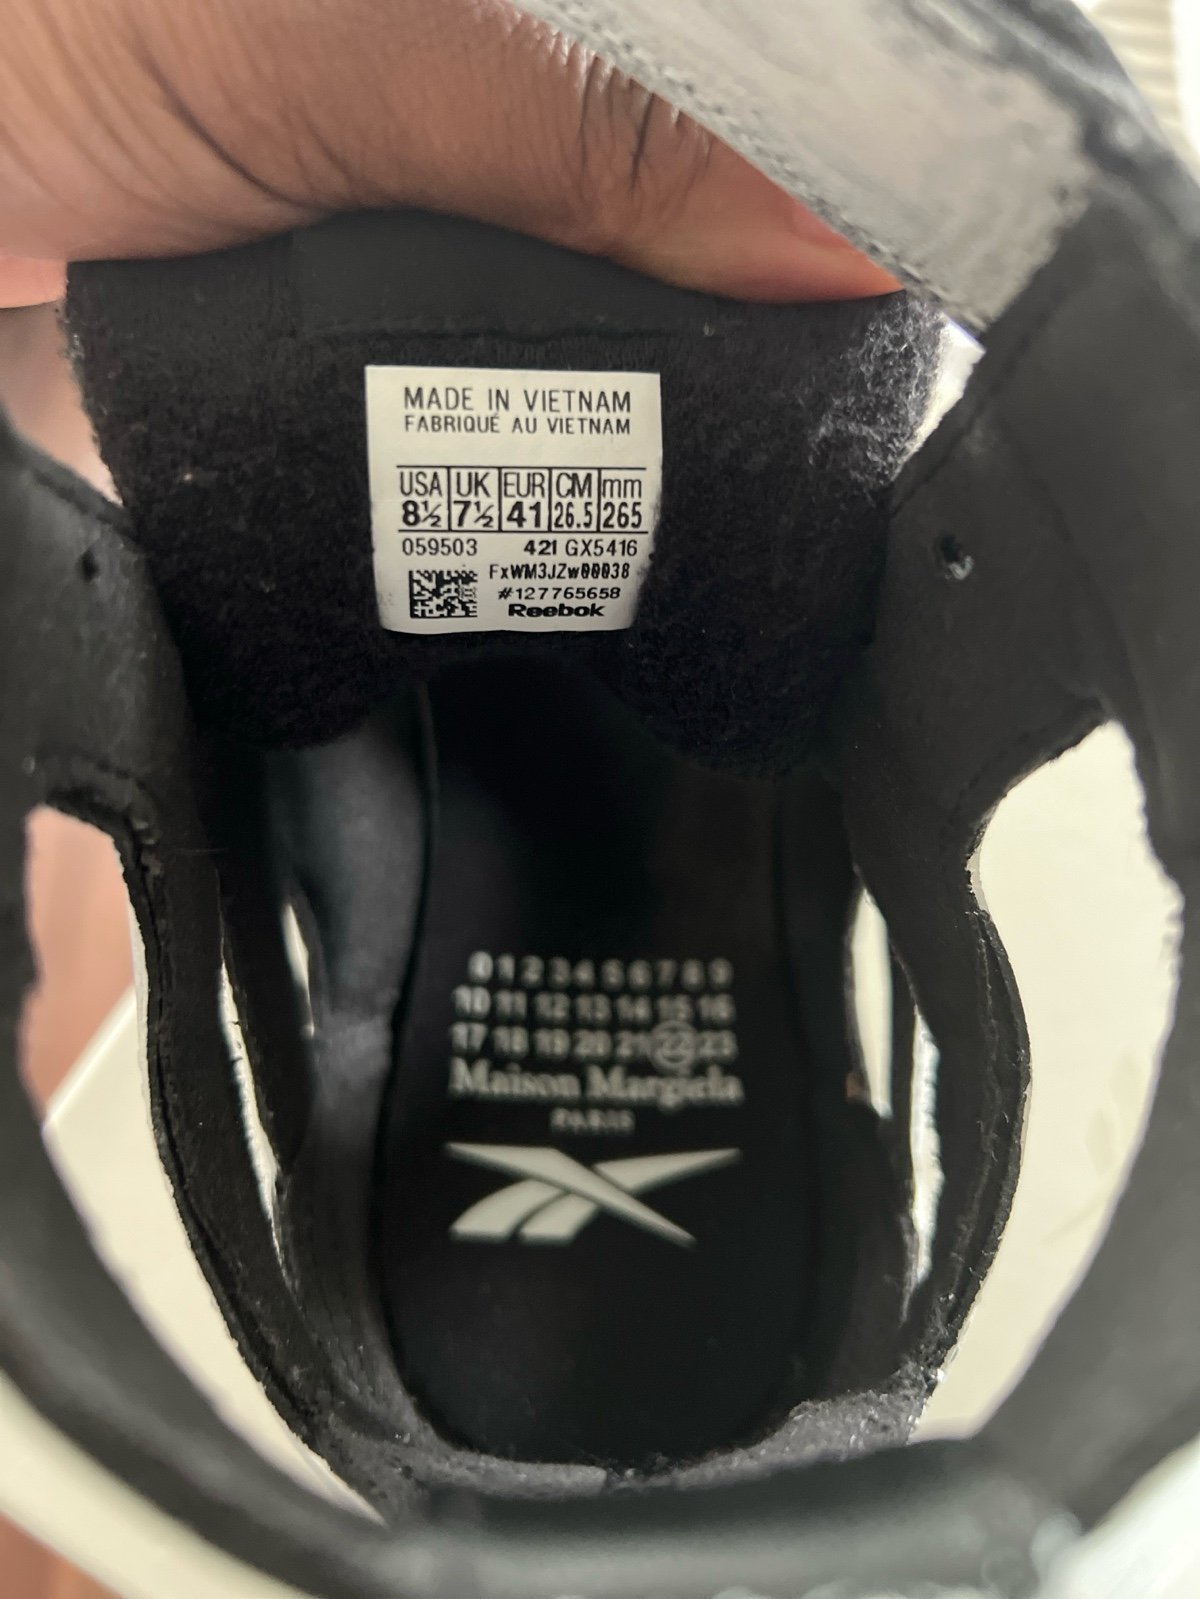 MADE IN VIETNAM
FABRIQUÉ AU VIETNAM
USA UK EUR CM mm
8½ 7½ 41 26.5 265
059503 421 GX5416
FxWM3JZw00038
#127765658
Reebok
0 1 2 3 4 5 6 7 8 9
10 11 12 13 14 15 16
17 18 19 20 21 22 23
Maison Margiela
PARIS